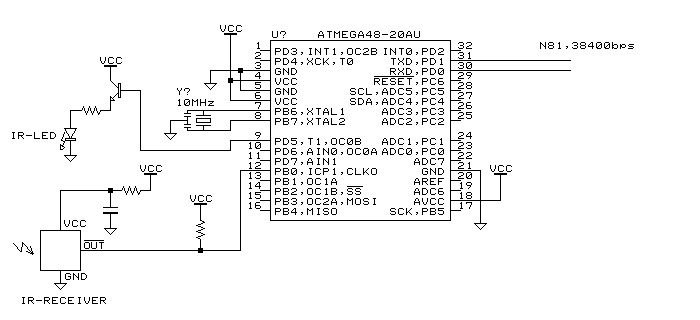 U? ATMEGA48-20AU
N81,38400bps
VCC
1 PD3,INT1,OC2B INT0,PD2 32
2 PD4,XCK,T0 TXD,PD1 31
3 GND RXD,PD0 30
4 VCC RESET,PC6 29
5 GND SCL,ADC5,PC5 28
6 VCC SDA,ADC4,PC4 27
7 PB6,XTAL1 ADC3,PC3 26
8 PB7,XTAL2 ADC2,PC2 25
9 PD5,T1,OC0B ADC1,PC1 24
10 PD6,AIN0,OC0A ADC0,PC0 23
11 PD7,AIN1 ADC7 22
12 PB0,ICP1,CLKO GND 21
13 PB1,OC1A AREF 20
14 PB2,OC1B,SS ADC6 19
15 PB3,OC2A,MOSI AVCC 18
16 PB4,MISO SCK,PB5 17
VCC
Y?
10MHz
IR-LED
VCC
VCC
VCC
VCC
OUT
GND
IR-RECEIVER